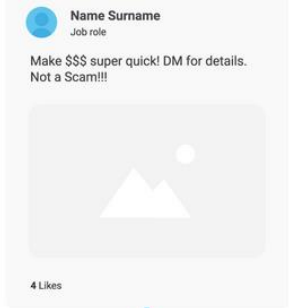 Name Surname
Job role
Make $$$ super quick! DM for details.
Not a Scam!!!
4 Likes